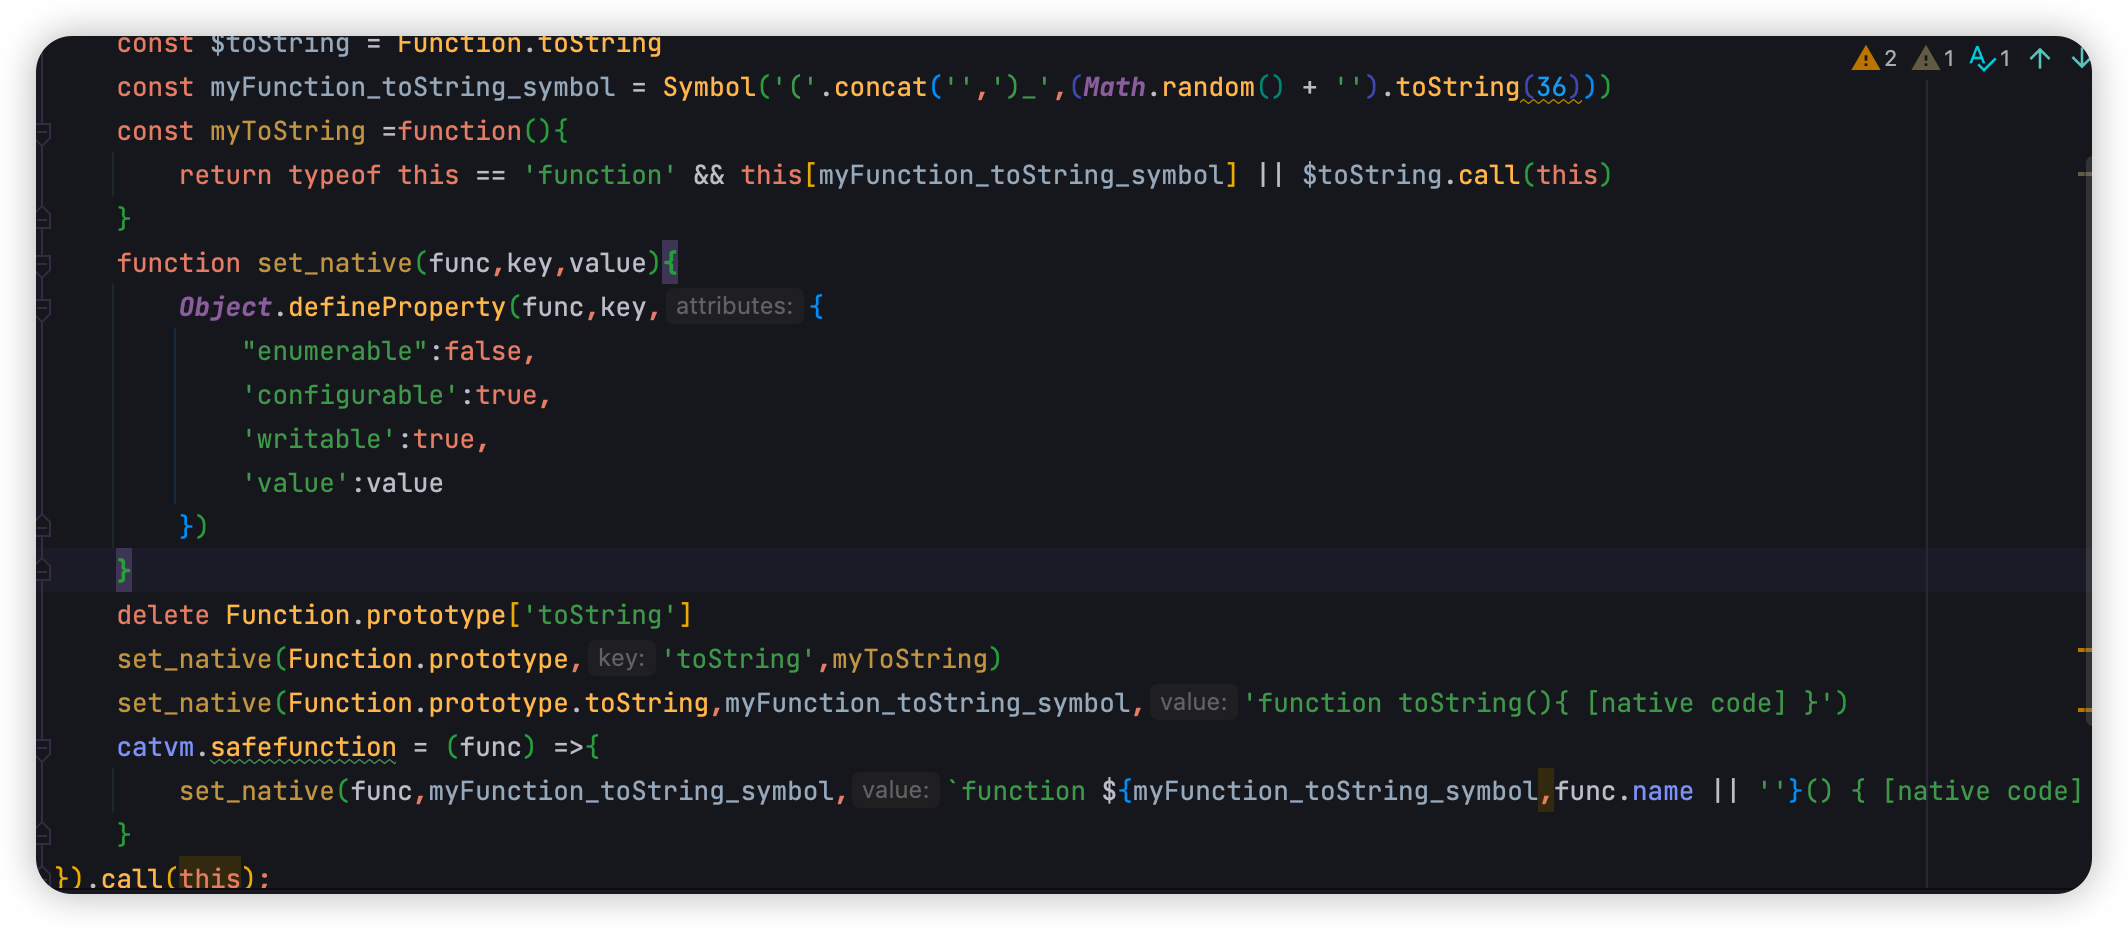 const $toString = Function.toString
⚠ 2 ⚠ 1 A 1 ↑ ↓
const myFunction_toString_symbol = Symbol('('.concat('',')_',(Math.random() + '').toString(36)))
const myToString =function(){
return typeof this == 'function' && this[myFunction_toString_symbol] || $toString.call(this)
}
function set_native(func,key,value){
Object.defineProperty(func,key, attributes: {
"enumerable":false,
'configurable':true,
'writable':true,
'value':value
})
}
delete Function.prototype['toString']
set_native(Function.prototype, key: 'toString',myToString)
set_native(Function.prototype.toString,myFunction_toString_symbol, value: 'function toString(){ [native code] }')
catvm.safefunction = (func) =>{
set_native(func,myFunction_toString_symbol, value: `function ${myFunction_toString_symbol,func.name || ''}() { [native code]
}
}).call(this);